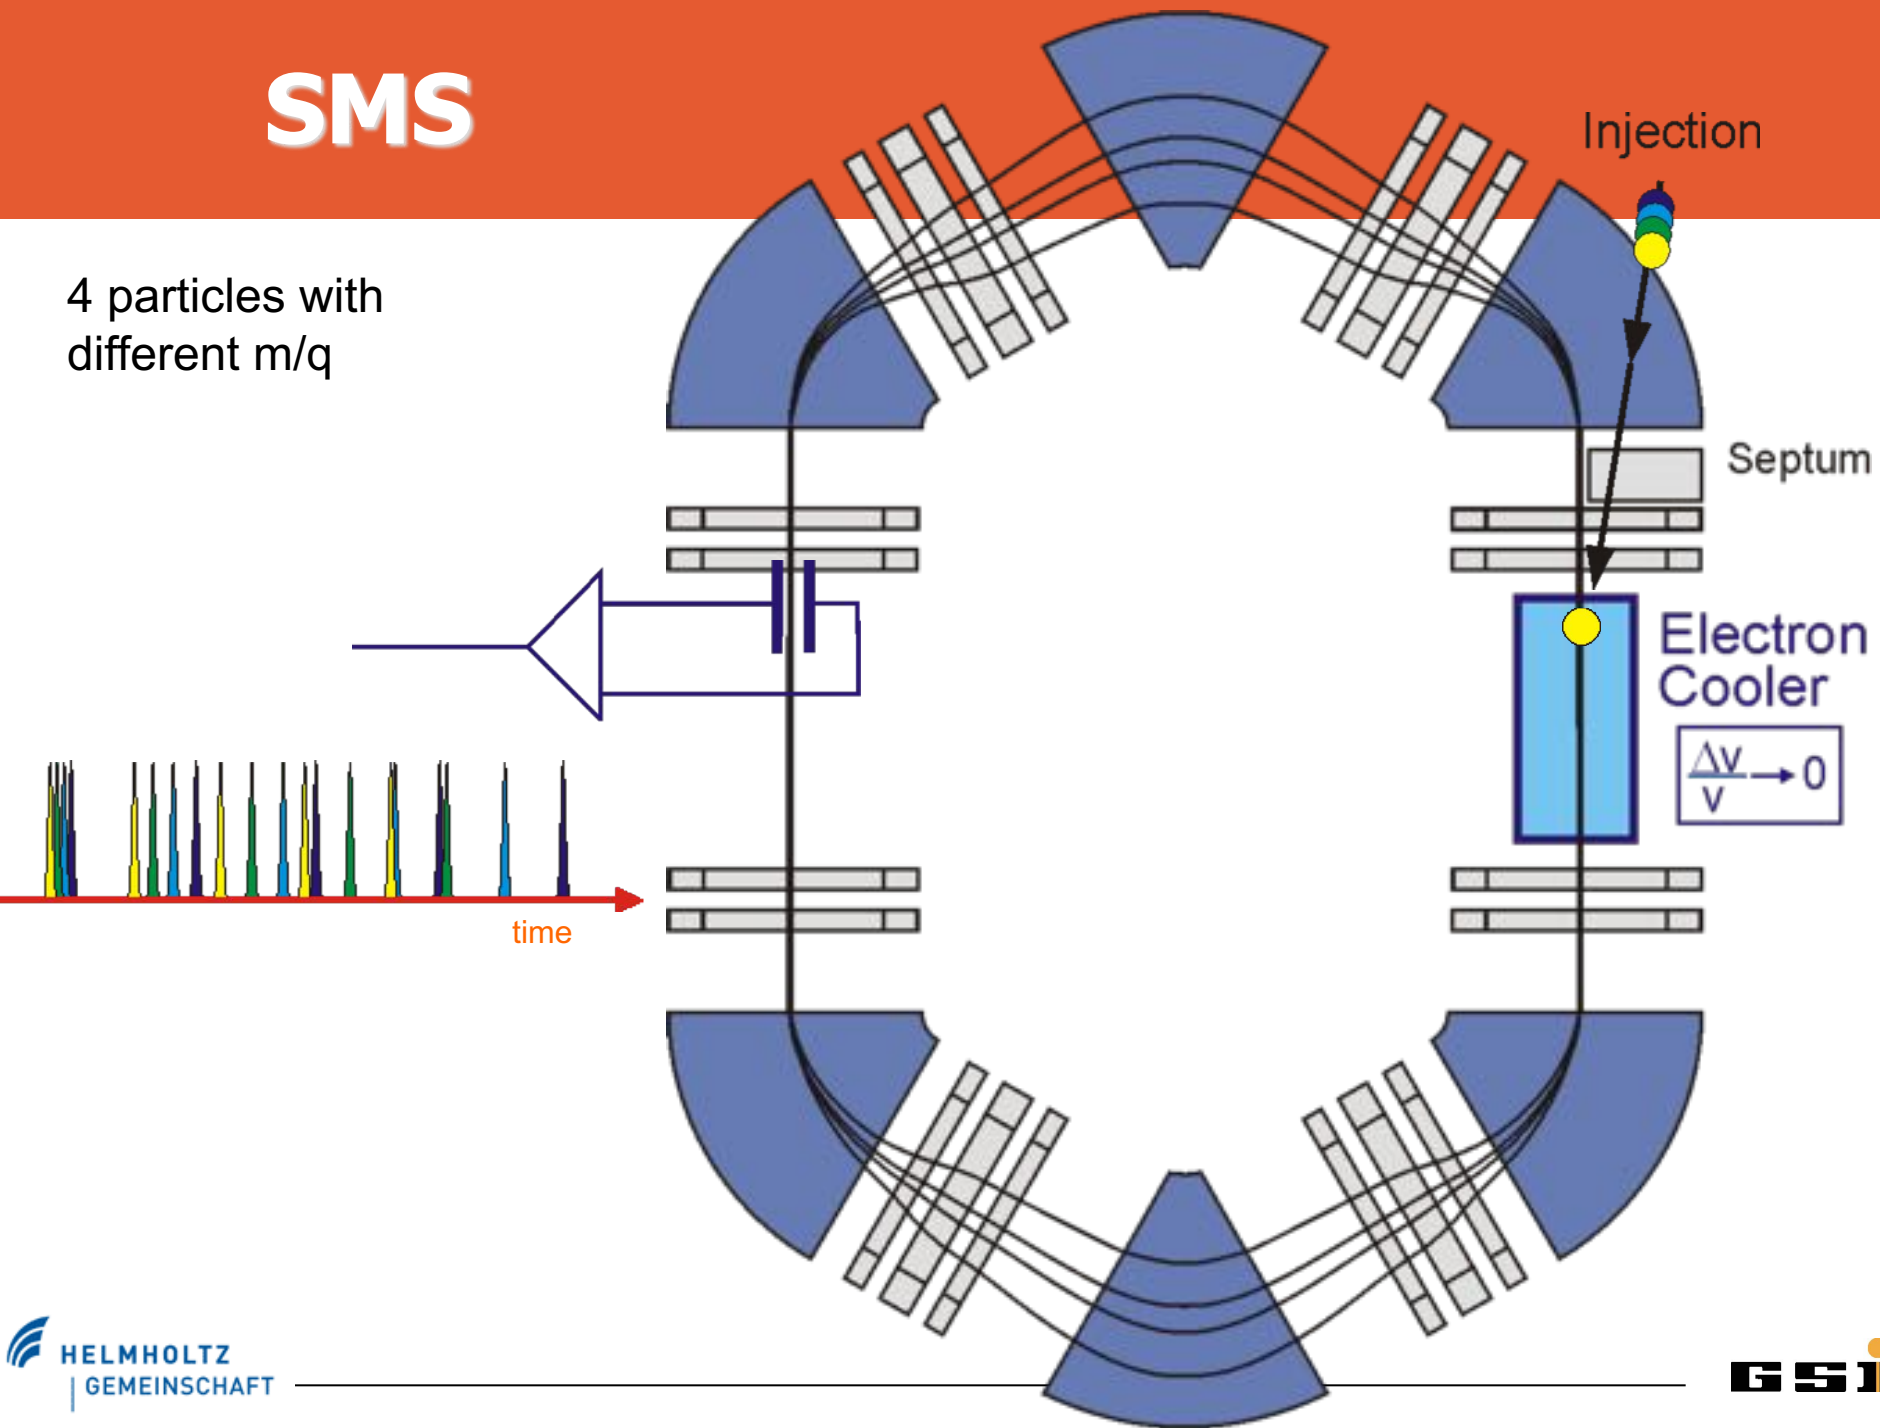 SMS
Injection
4 particles with
different m/q
Septum
Electron
Cooler
Δv
v → 0
time
HELMHOLTZ
GEMEINSCHAFT
GSI